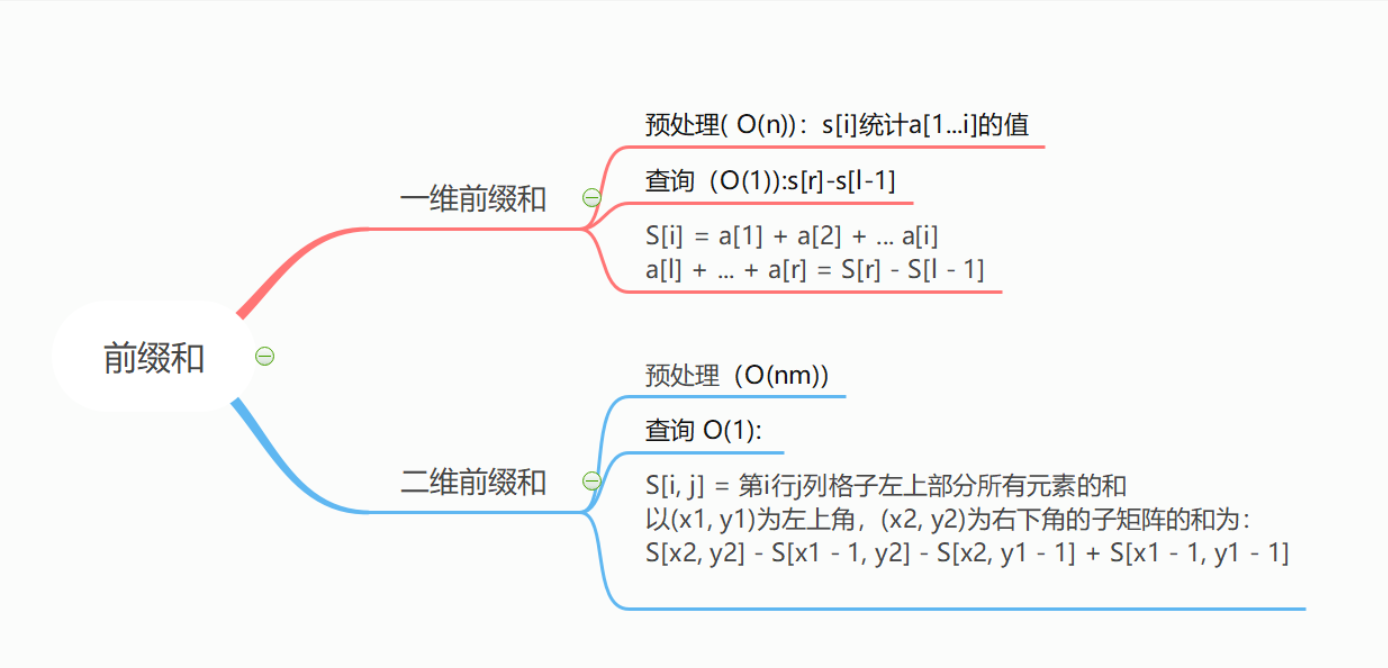 前缀和
一维前缀和
预处理( O(n))：s[i]统计a[1...i]的值
查询（O(1)):s[r]-s[l-1]
S[i] = a[1] + a[2] + ... a[i]
a[l] + ... + a[r] = S[r] - S[l - 1]
二维前缀和
预处理（O(nm))
查询 O(1):
S[i, j] = 第i行j列格子左上部分所有元素的和
以(x1, y1)为左上角，(x2, y2)为右下角的子矩阵的和为：
S[x2, y2] - S[x1 - 1, y2] - S[x2, y1 - 1] + S[x1 - 1, y1 - 1]